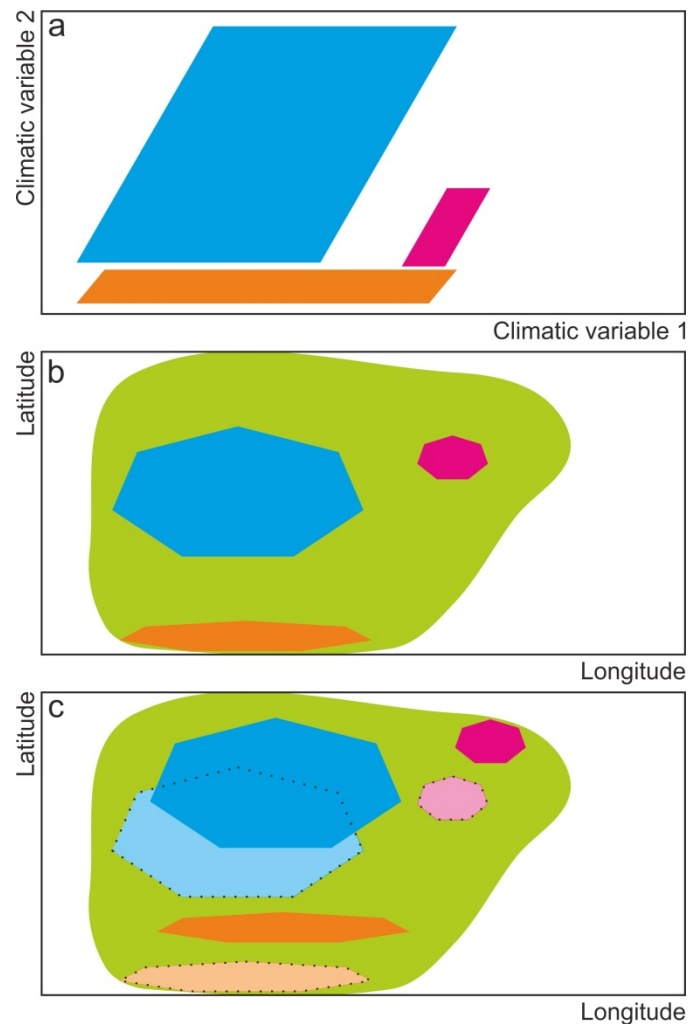 a
Climatic variable 2
Climatic variable 1
b
Latitude
Longitude
c
Latitude
Longitude